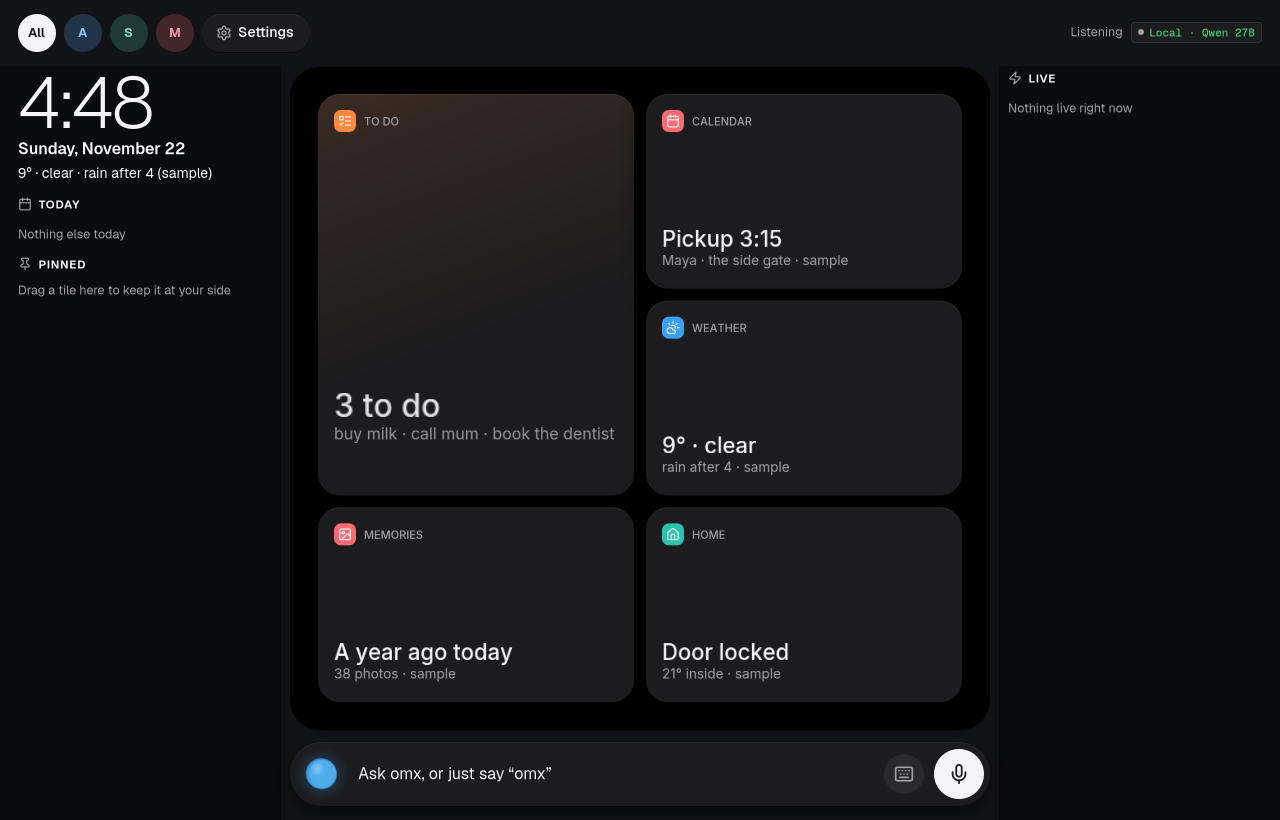 All
A
S
M
Settings
Listening
Local · Qwen 27B
4:48
Sunday, November 22
9° · clear · rain after 4 (sample)
TODAY
Nothing else today
PINNED
Drag a tile here to keep it at your side
TO DO
3 to do
buy milk · call mum · book the dentist
CALENDAR
Pickup 3:15
Maya · the side gate · sample
WEATHER
9° · clear
rain after 4 · sample
MEMORIES
A year ago today
38 photos · sample
HOME
Door locked
21° inside · sample
Ask omx, or just say “omx”
LIVE
Nothing live right now